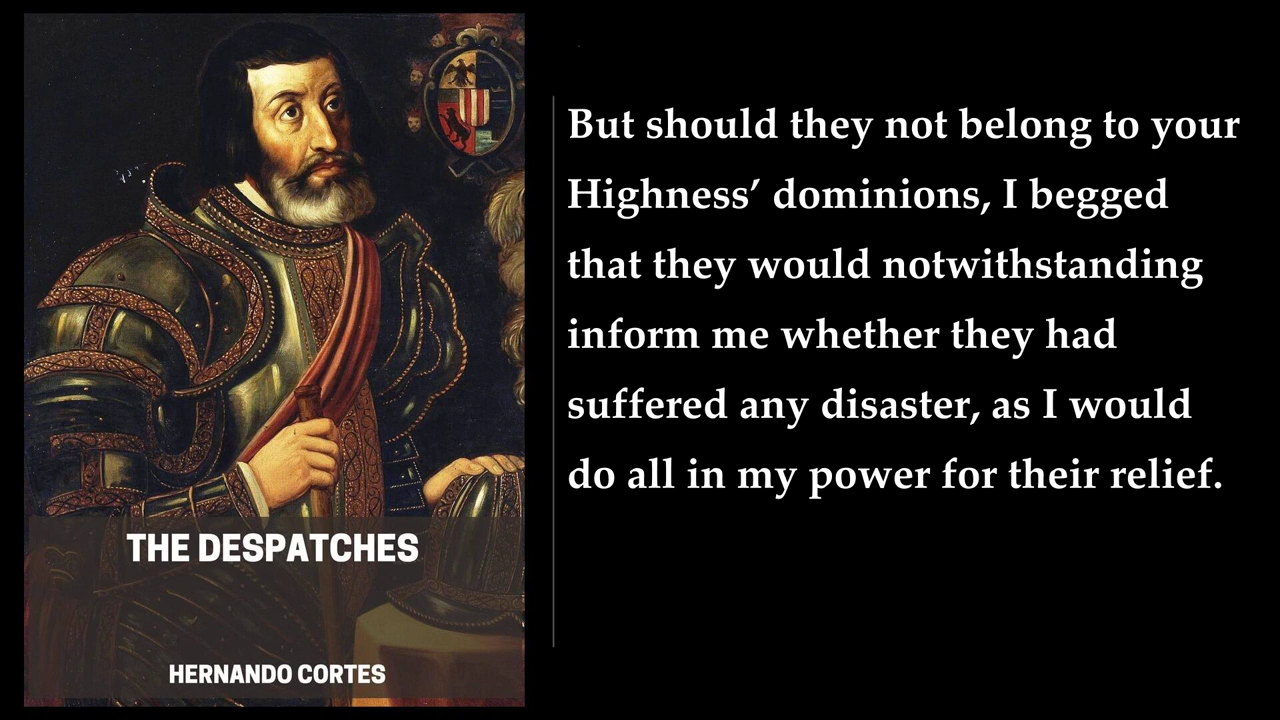 THE DESPATCHES
HERNANDO CORTES
But should they not belong to your
Highness’ dominions, I begged
that they would notwithstanding
inform me whether they had
suffered any disaster, as I would
do all in my power for their relief.